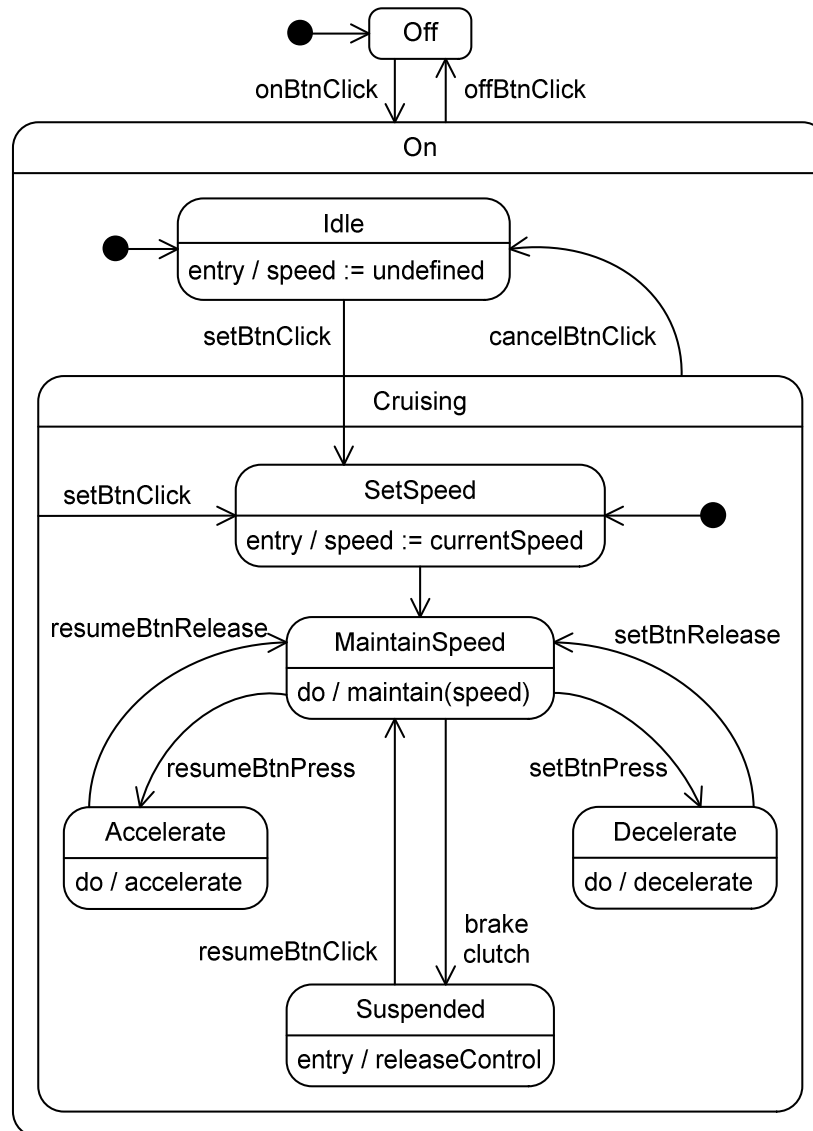 Off
onBtnClick
offBtnClick
On
Idle
entry / speed := undefined
setBtnClick
cancelBtnClick
Cruising
SetSpeed
setBtnClick
entry / speed := currentSpeed
resumeBtnRelease
MaintainSpeed
setBtnRelease
do / maintain(speed)
resumeBtnPress
setBtnPress
Accelerate
Decelerate
do / accelerate
do / decelerate
resumeBtnClick
brake
clutch
Suspended
entry / releaseControl